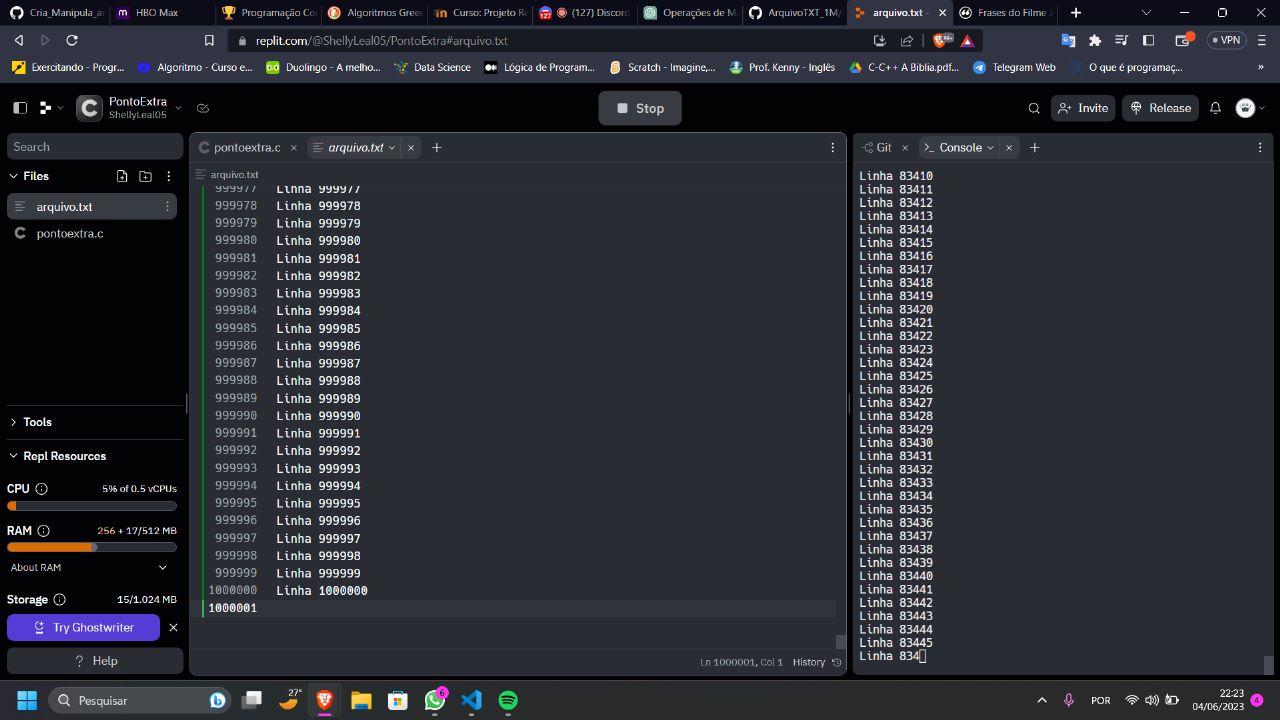 Cria_Manipula_ar
HBO Max
Programação Co
Algoritmos Gree
Curso: Projeto Re
(127) Discord
Operações de M
ArquivoTXT_1M/
arquivo.txt -
Frases do Filme J
replit.com/@ShellyLeal05/PontoExtra#arquivo.txt
99+
VPN
Exercitando - Progr...
Algoritmo - Curso e...
Duolingo - A melho...
Data Science
Lógica de Program...
Scratch - Imagine,...
Prof. Kenny - Inglês
C-C++ A Biblia.pdf...
Telegram Web
O que é programaç...
»
PontoExtra
ShellyLeal05
Stop
Invite
Release
Search
Files
arquivo.txt
pontoextra.c
Tools
Repl Resources
CPU 5% of 0.5 vCPUs
RAM 256 + 17/512 MB
About RAM
Storage 15/1.024 MB
Try Ghostwriter
? Help
pontoextra.c
arquivo.txt
arquivo.txt
999977 Linha 999977
999978 Linha 999978
999979 Linha 999979
999980 Linha 999980
999981 Linha 999981
999982 Linha 999982
999983 Linha 999983
999984 Linha 999984
999985 Linha 999985
999986 Linha 999986
999987 Linha 999987
999988 Linha 999988
999989 Linha 999989
999990 Linha 999990
999991 Linha 999991
999992 Linha 999992
999993 Linha 999993
999994 Linha 999994
999995 Linha 999995
999996 Linha 999996
999997 Linha 999997
999998 Linha 999998
999999 Linha 999999
1000000 Linha 1000000
1000001
Ln 1000001, Col 1 History
Git
Console
Linha 83410
Linha 83411
Linha 83412
Linha 83413
Linha 83414
Linha 83415
Linha 83416
Linha 83417
Linha 83418
Linha 83419
Linha 83420
Linha 83421
Linha 83422
Linha 83423
Linha 83424
Linha 83425
Linha 83426
Linha 83427
Linha 83428
Linha 83429
Linha 83430
Linha 83431
Linha 83432
Linha 83433
Linha 83434
Linha 83435
Linha 83436
Linha 83437
Linha 83438
Linha 83439
Linha 83440
Linha 83441
Linha 83442
Linha 83443
Linha 83444
Linha 83445
Linha 834
Pesquisar
27°
6
POR
22:23
04/06/2023
4